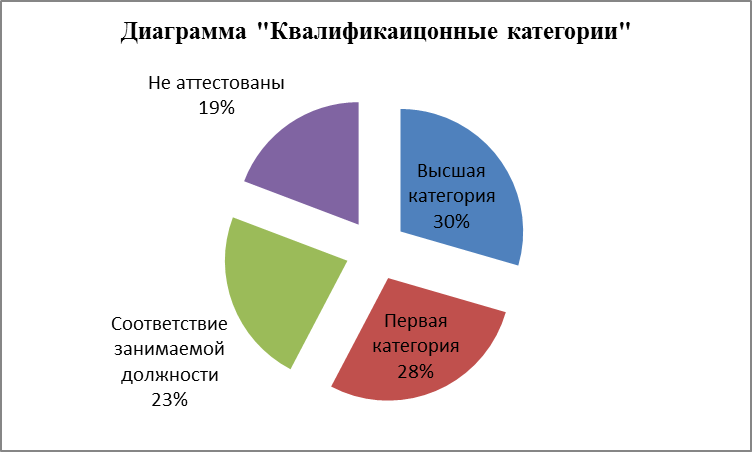 Диаграмма "Квалификаицонные категории"
Не аттестованы
19%
Высшая
категория
30%
Первая
категория
28%
Соответствие
занимаемой
должности
23%